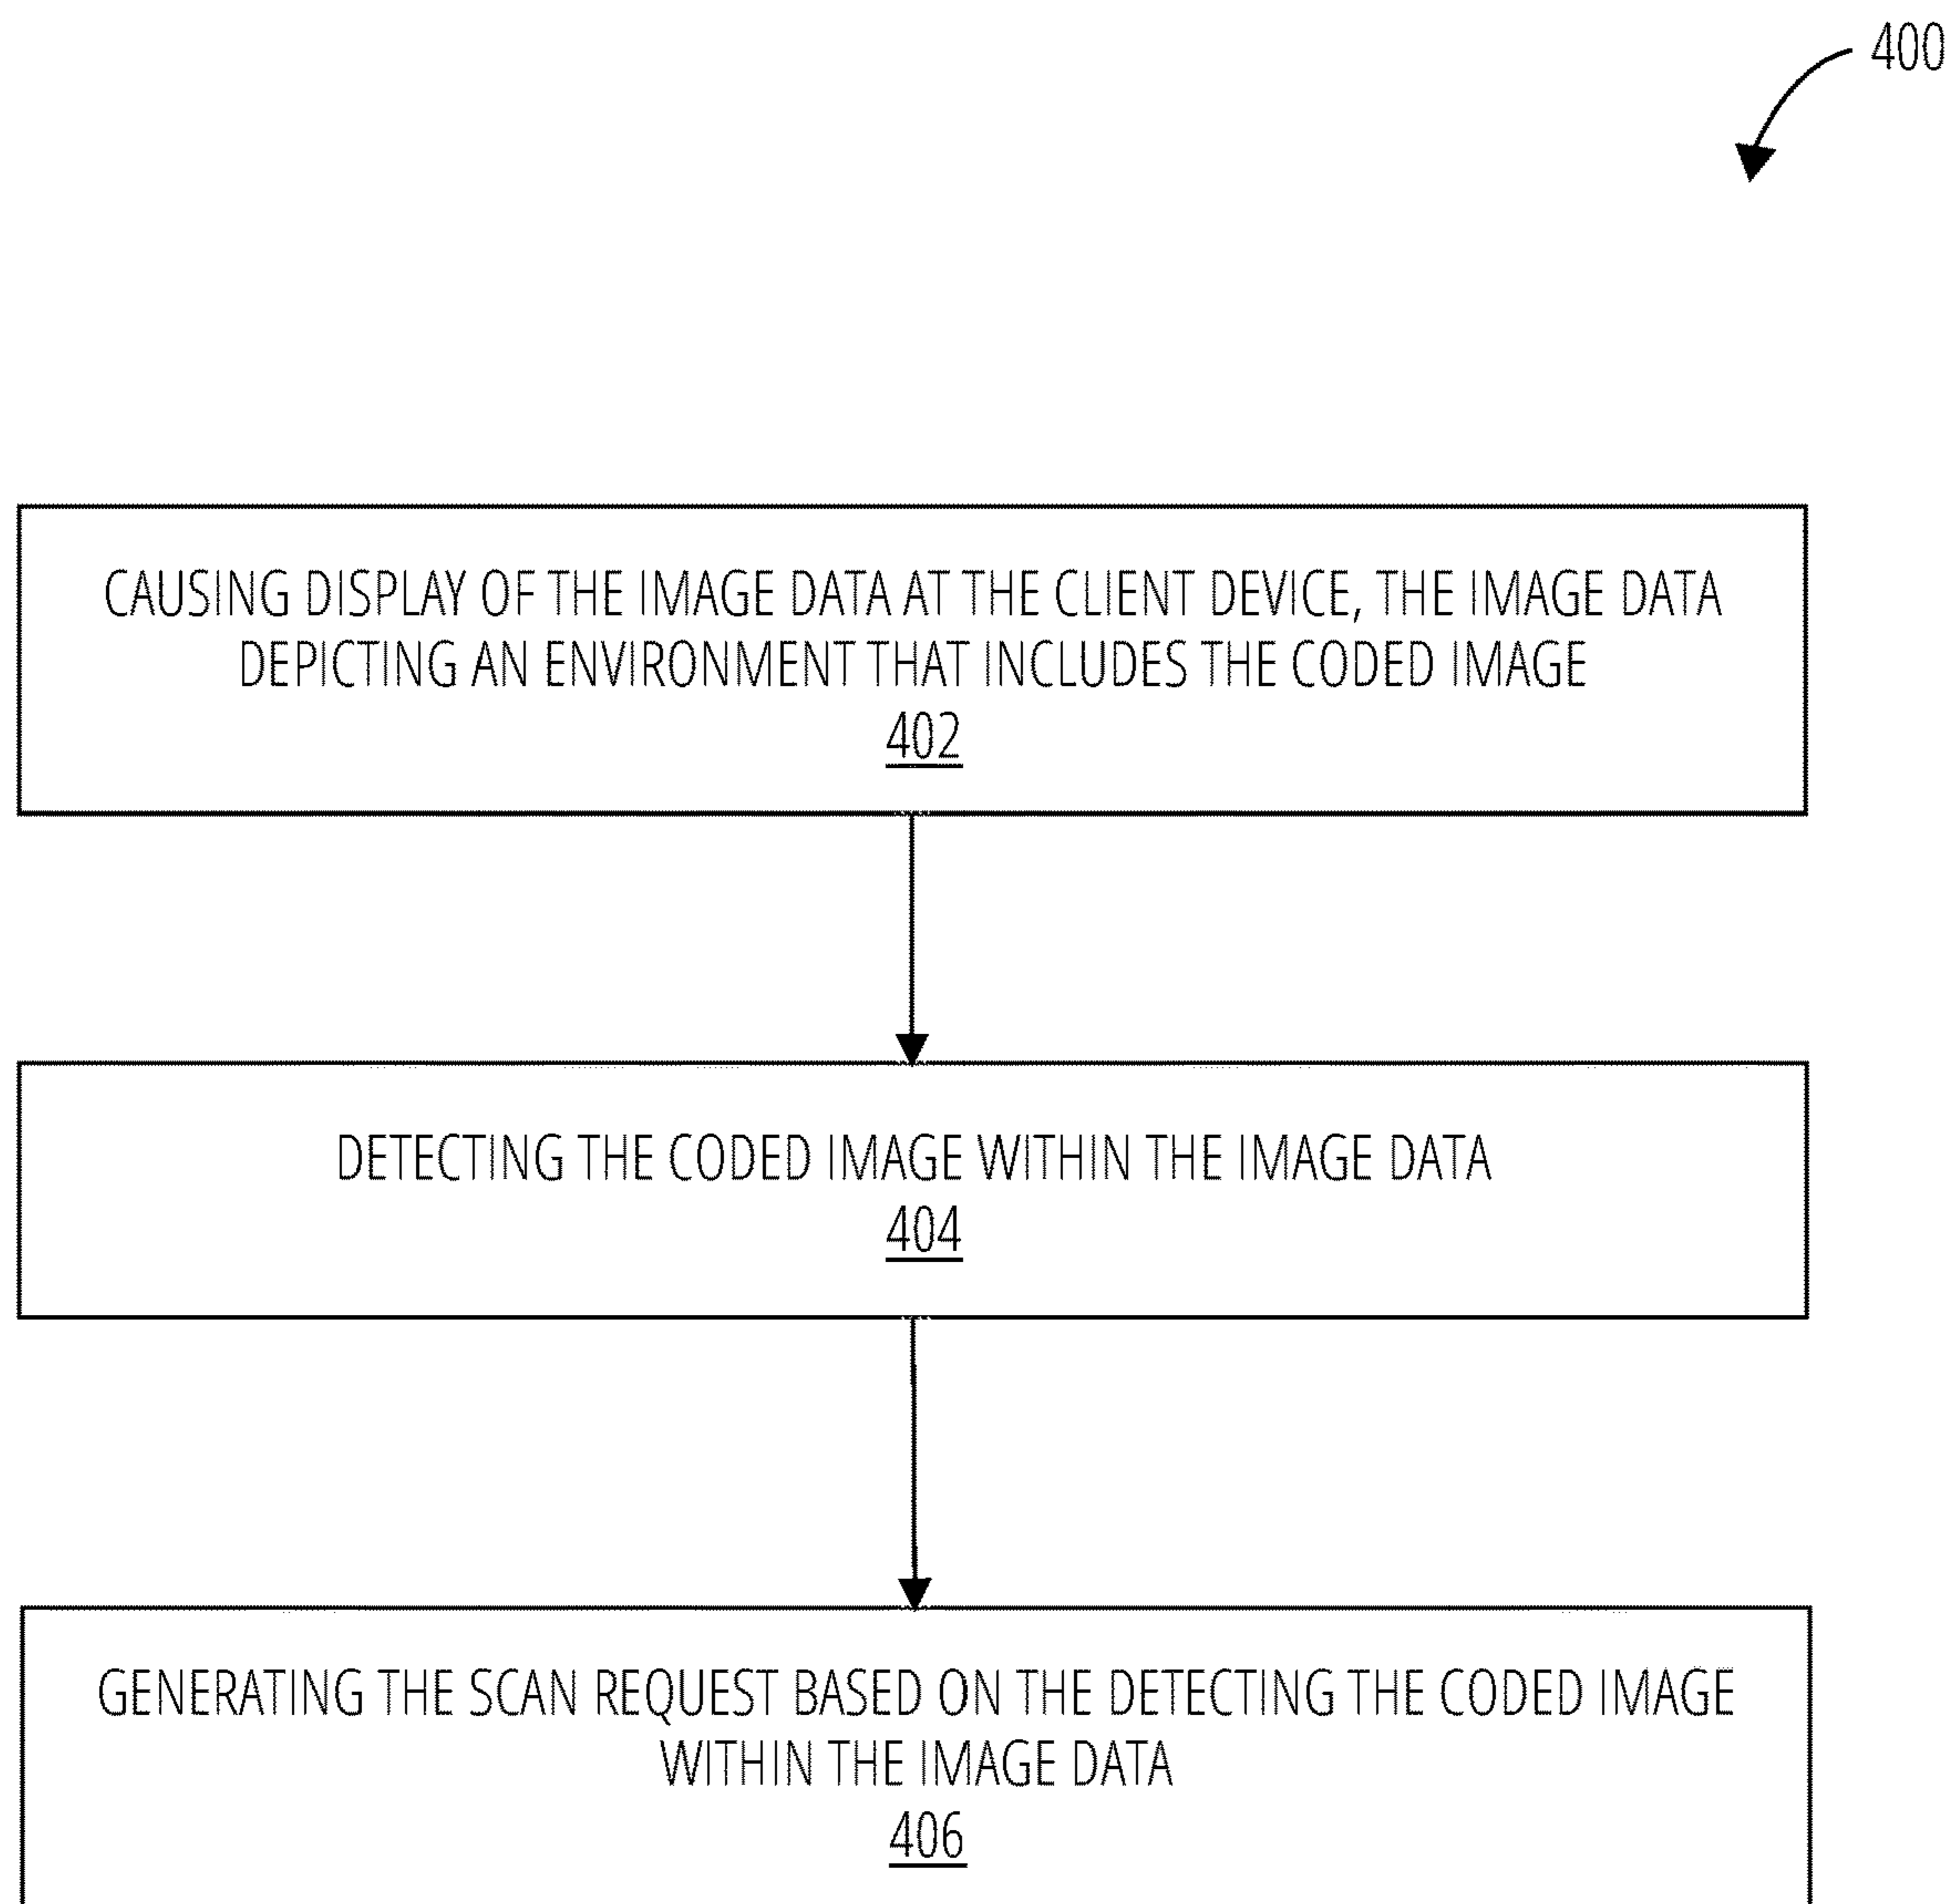 400
CAUSING DISPLAY OF THE IMAGE DATA AT THE CLIENT DEVICE, THE IMAGE DATA
DEPICTING AN ENVIRONMENT THAT INCLUDES THE CODED IMAGE
402
DETECTING THE CODED IMAGE WITHIN THE IMAGE DATA
404
GENERATING THE SCAN REQUEST BASED ON THE DETECTING THE CODED IMAGE
WITHIN THE IMAGE DATA
406